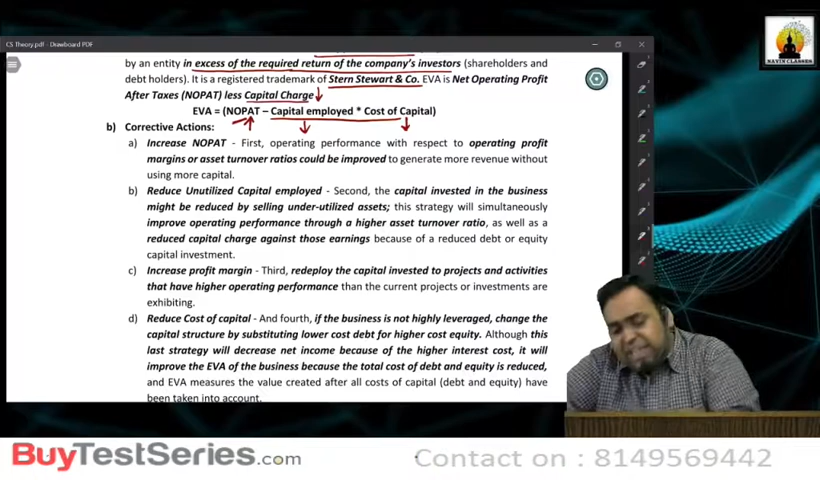 CS Theory.pdf - Drawboard PDF
by an entity in excess of the required return of the company's investors (shareholders and
debt holders). It is a registered trademark of Stern Stewart & Co. EVA is Net Operating Profit
After Taxes (NOPAT) less Capital Charge
EVA = (NOPAT – Capital employed * Cost of Capital)
b) Corrective Actions:
a) Increase NOPAT - First, operating performance with respect to operating profit
margins or asset turnover ratios could be improved to generate more revenue without
using more capital.
b) Reduce Unutilized Capital employed - Second, the capital invested in the business
might be reduced by selling under-utilized assets; this strategy will simultaneously
improve operating performance through a higher asset turnover ratio, as well as a
reduced capital charge against those earnings because of a reduced debt or equity
capital investment.
c) Increase profit margin - Third, redeploy the capital invested to projects and activities
that have higher operating performance than the current projects or investments are
exhibiting.
d) Reduce Cost of capital - And fourth, if the business is not highly leveraged, change the
capital structure by substituting lower cost debt for higher cost equity. Although this
last strategy will decrease net income because of the higher interest cost, it will
improve the EVA of the business because the total cost of debt and equity is reduced,
and EVA measures the value created after all costs of capital (debt and equity) have
been taken into account.
NAVIN CLASSES
BuyTestSeries.com
Contact on : 8149569442